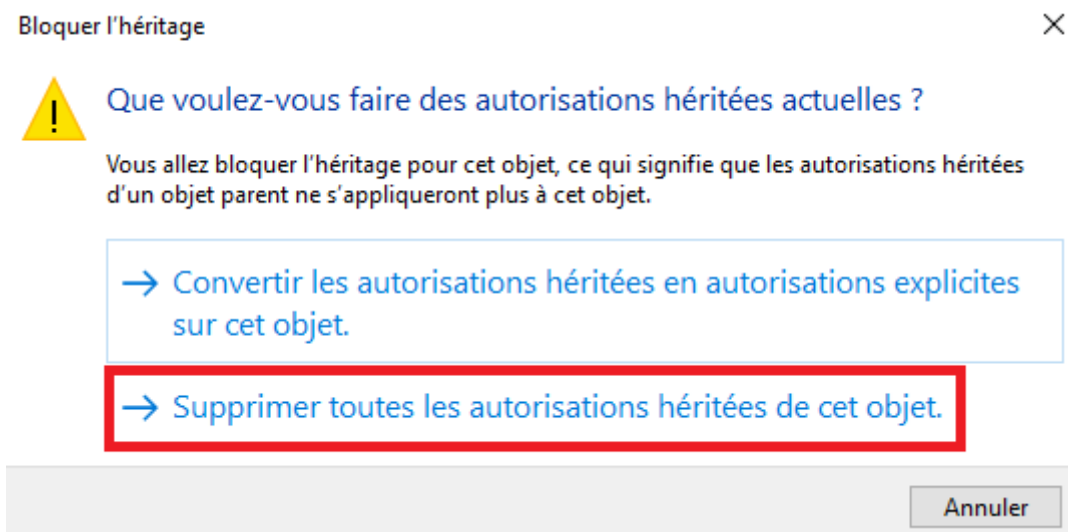 Bloquer l’héritage
Que voulez-vous faire des autorisations héritées actuelles ?
Vous allez bloquer l’héritage pour cet objet, ce qui signifie que les autorisations héritées
d’un objet parent ne s’appliqueront plus à cet objet.
Convertir les autorisations héritées en autorisations explicites
sur cet objet.
Supprimer toutes les autorisations héritées de cet objet.
Annuler